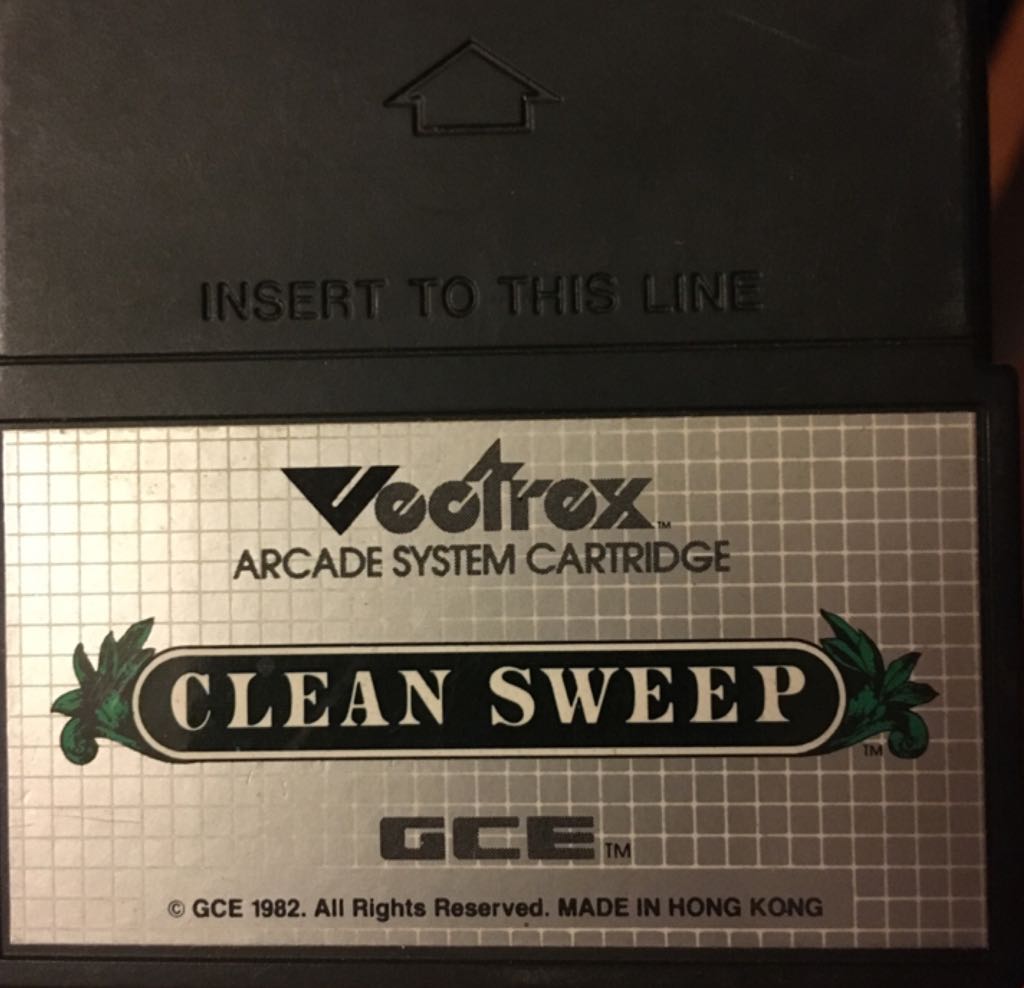 INSERT TO THIS LINE
Vectrex™
ARCADE SYSTEM CARTRIDGE
CLEAN SWEEP™
GCE™
© GCE 1982. All Rights Reserved. MADE IN HONG KONG